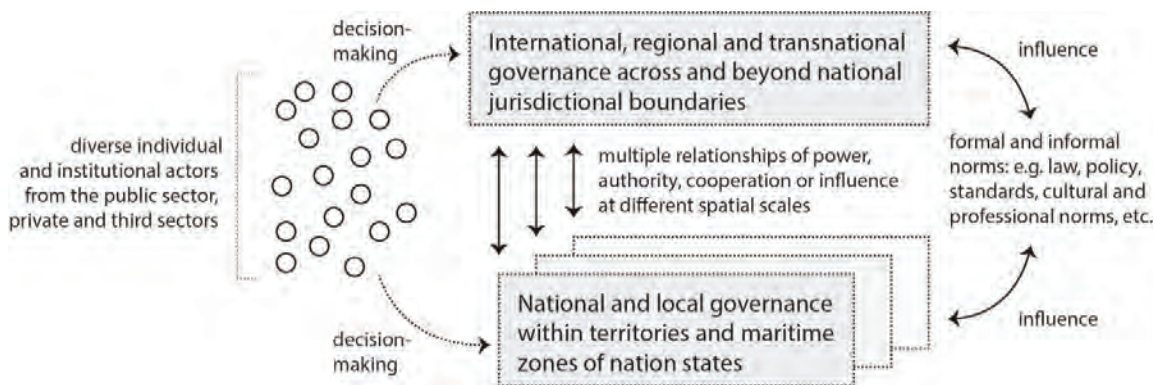 decision-
making
International, regional and transnational
governance across and beyond national
jurisdictional boundaries
influence
diverse individual
and institutional actors
from the public sector,
private and third sectors
multiple relationships of power,
authority, cooperation or influence
at different spatial scales
formal and informal
norms: e.g. law, policy,
standards, cultural and
professional norms, etc.
National and local governance
within territories and maritime
zones of nation states
decision-
making
influence